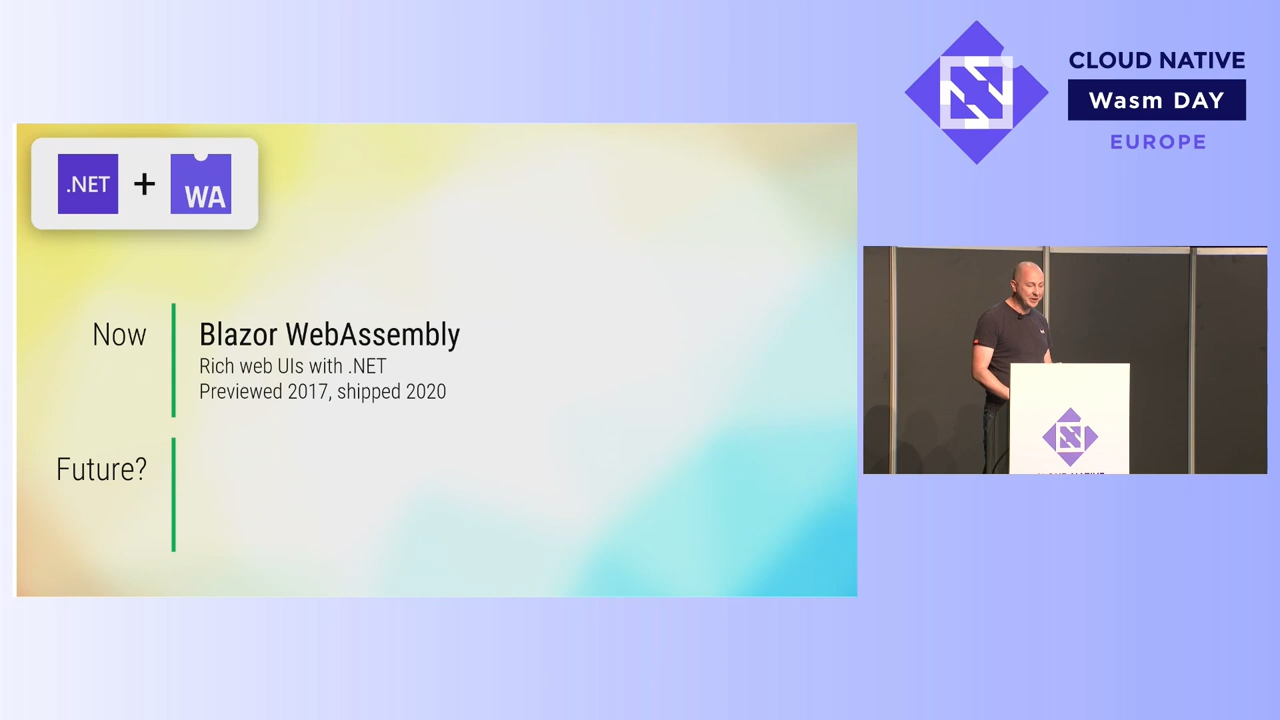 CLOUD NATIVE
Wasm DAY
EUROPE
.NET + WA
Now
Blazor WebAssembly
Rich web UIs with .NET
Previewed 2017, shipped 2020
Future?